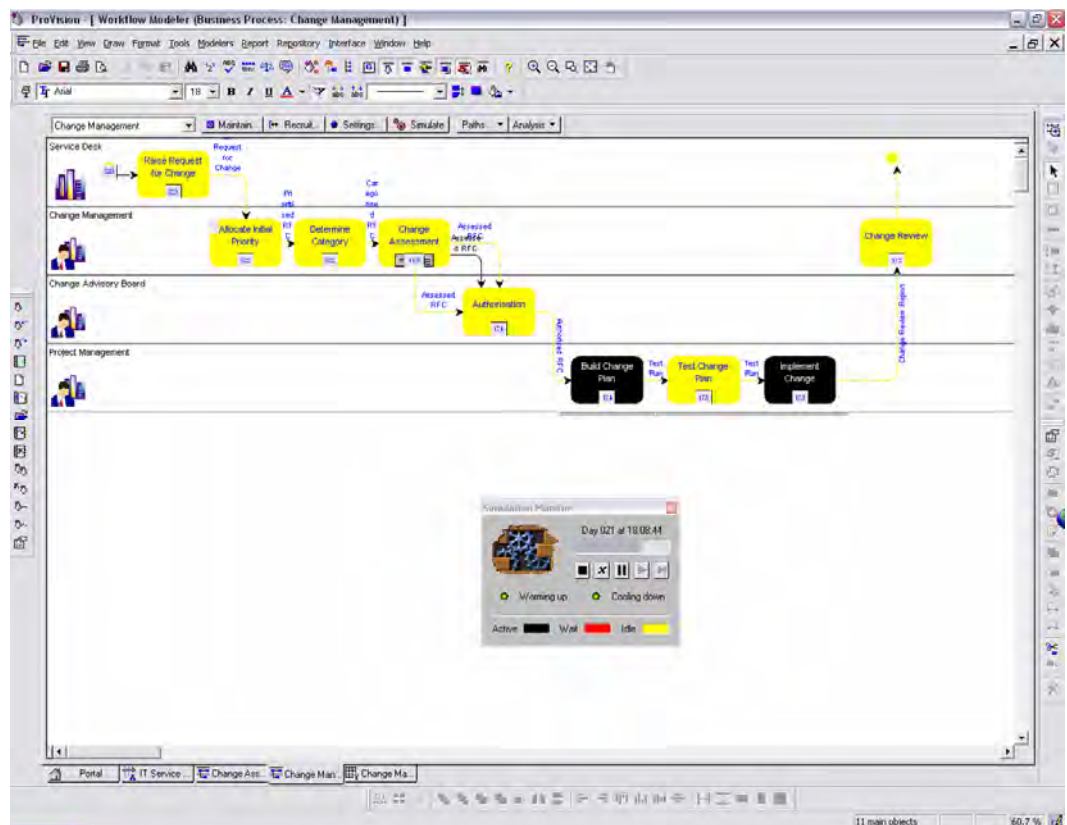 ProVision - [ Workflow Modeler (Business Process: Change Management) ]
File Edit View Draw Format Tools Modelers Report Repository Interface Window Help
Arial 18 B I U A
Change Management Maintain Recruit... Settings Simulate Paths Analysis
Service Desk
Raise Request
for Change
Request
for
Change
Change Management
Allocate Initial
Priority
Determine
Category
Change
Assessment
Assessed
RFC
Change Review
Change Advisory Board
Assessed
RFC
Authorisation
Authorised RFC
Change Review Report
Project Management
Build Change
Plan
Test
Plan
Test Change
Plan
Test
Plan
Implement
Change
Simulation Monitor
Day 021 at 18:08:44
Warming up Cooling down
Active Wait Idle
Portal IT Service ... Change Ass... Change Man... Change Ma...
11 main objects 60.7 %